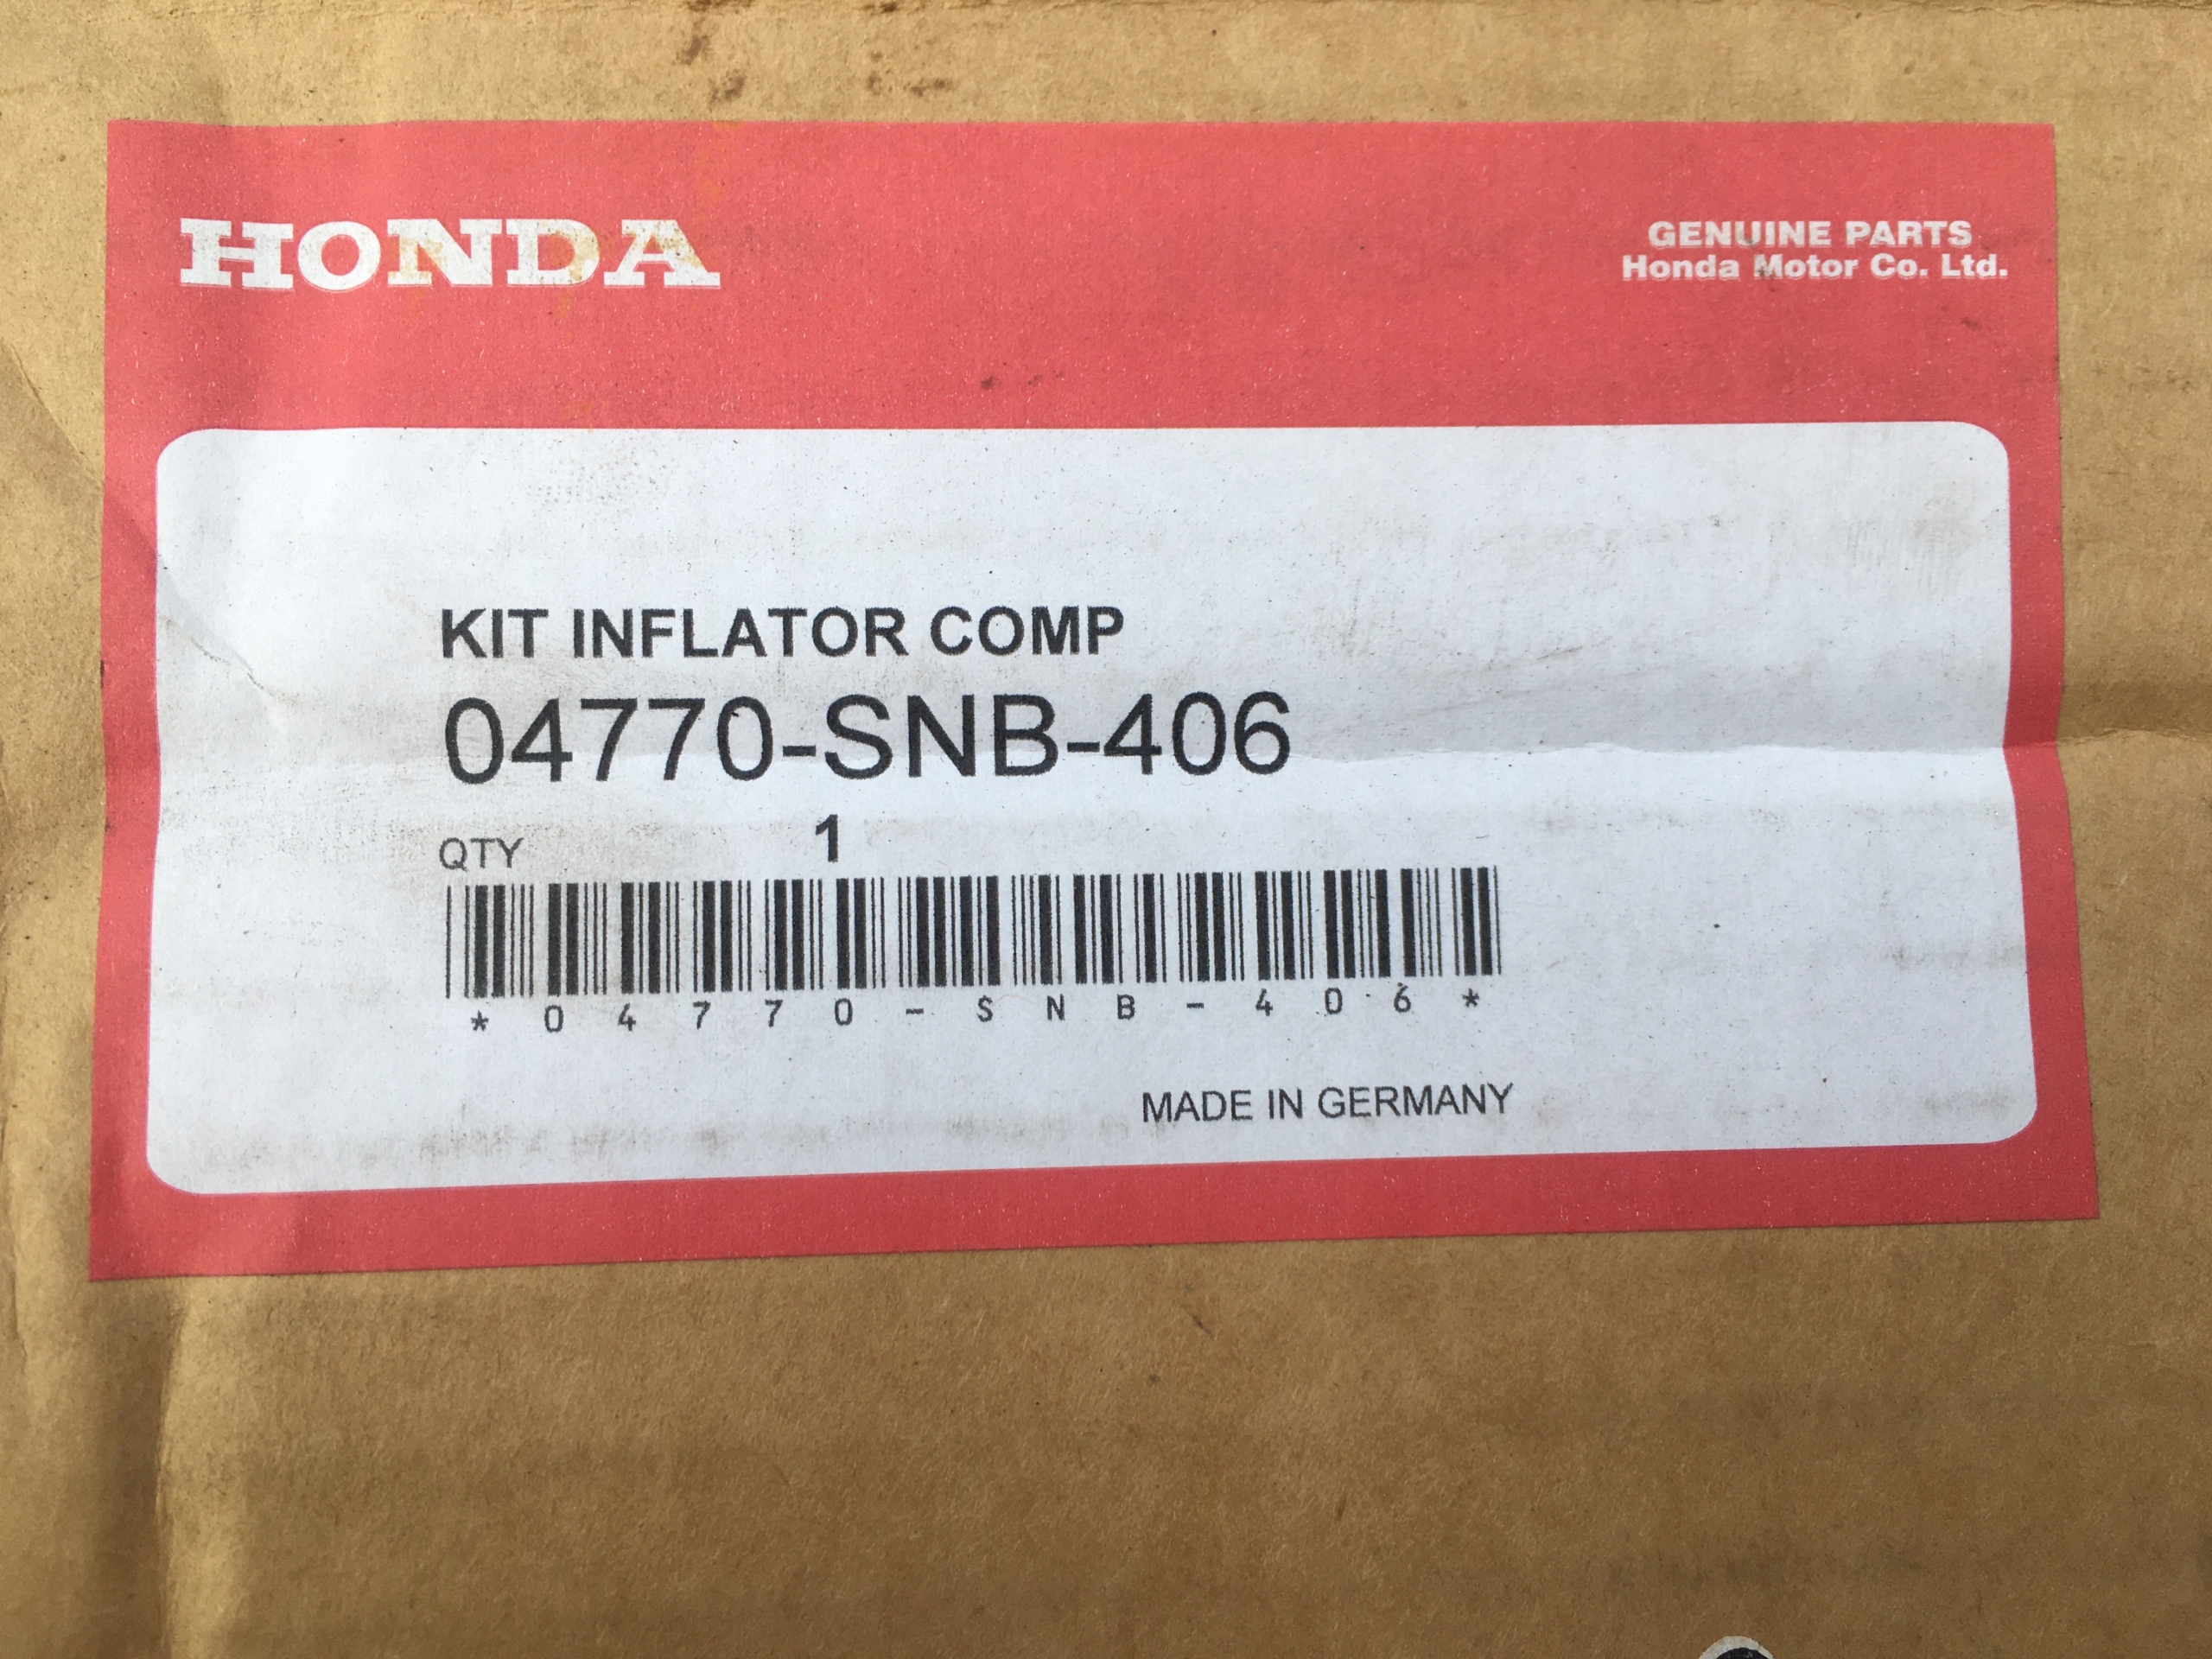 HONDA
GENUINE PARTS
Honda Motor Co. Ltd.
KIT INFLATOR COMP
04770-SNB-406
QTY 1
*04770-SNB-406*
MADE IN GERMANY